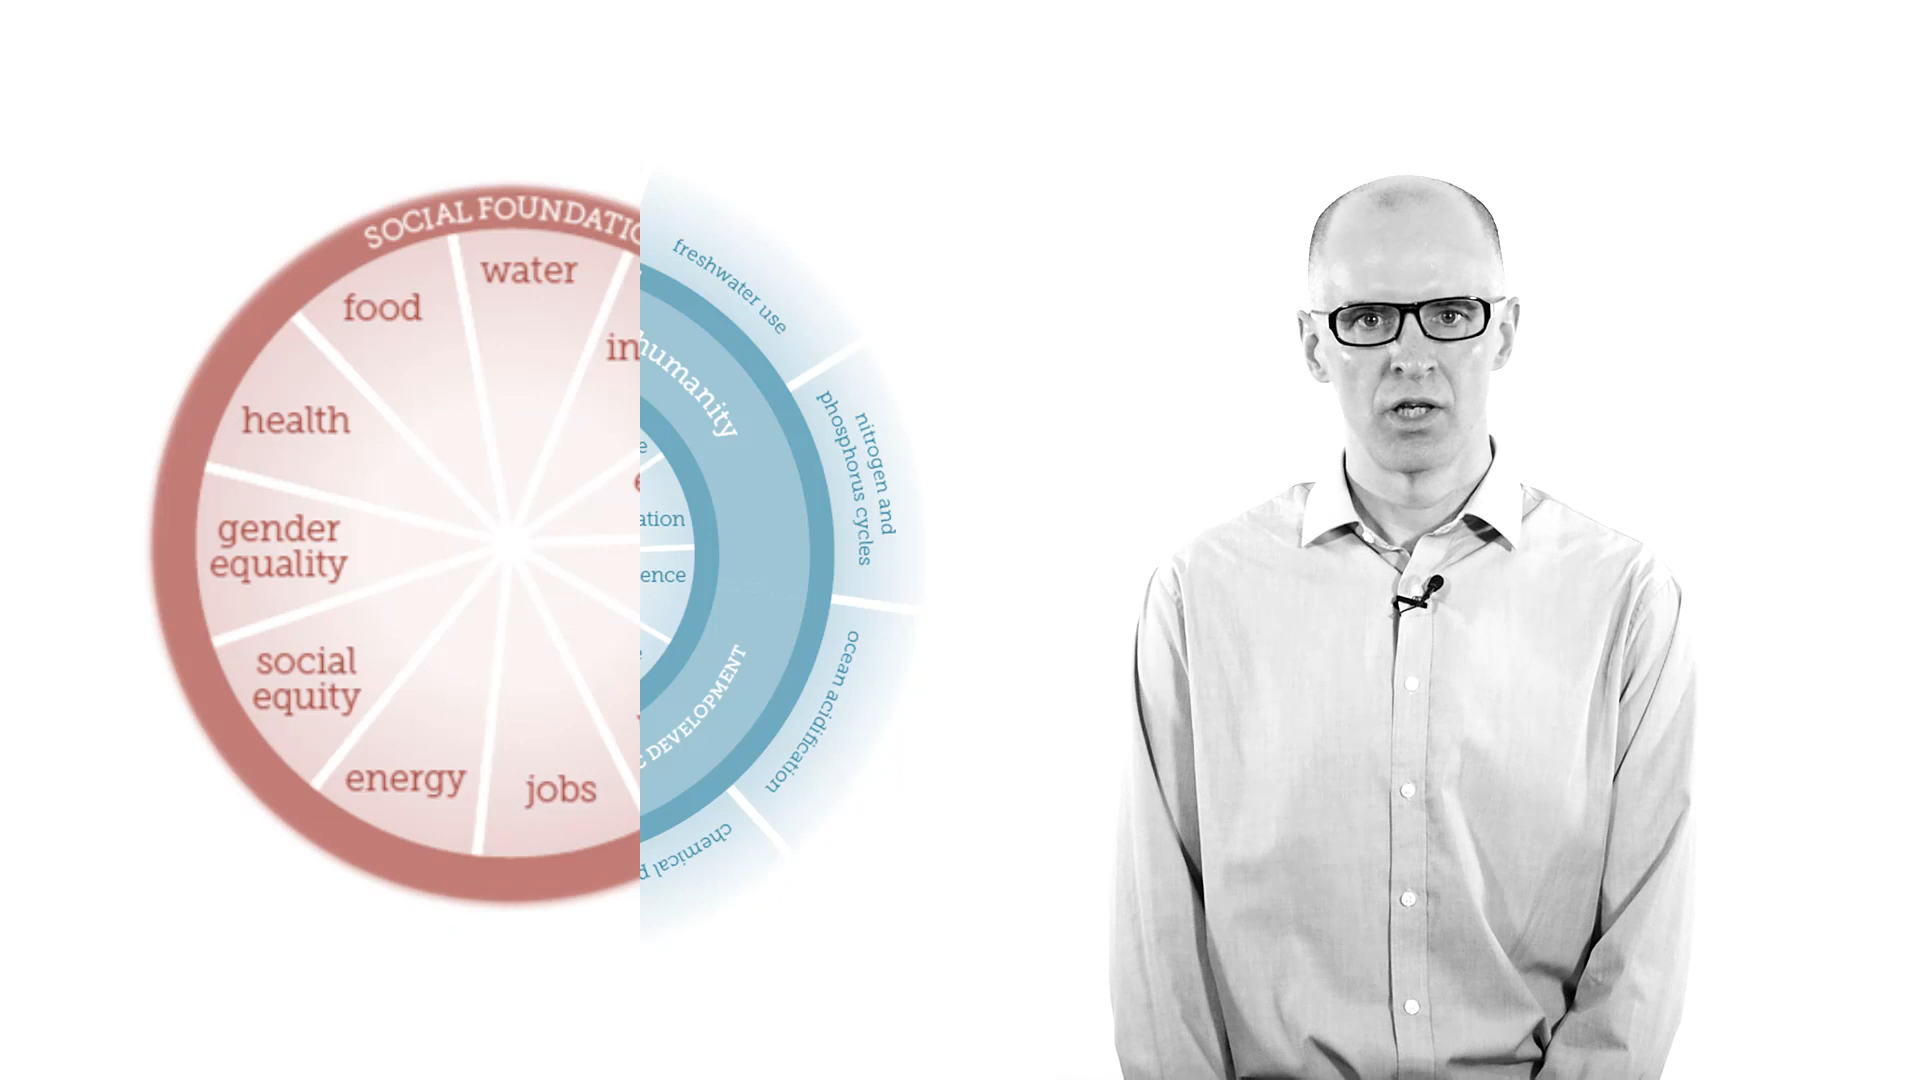 SOCIAL FOUNDATIO
water
food
in
health
gender
equality
social
equity
energy
jobs
freshwater use
humanity
nitrogen and
phosphorus cycles
e
e
ation
ence
ocean acidification
C DEVELOPMENT
chemical p